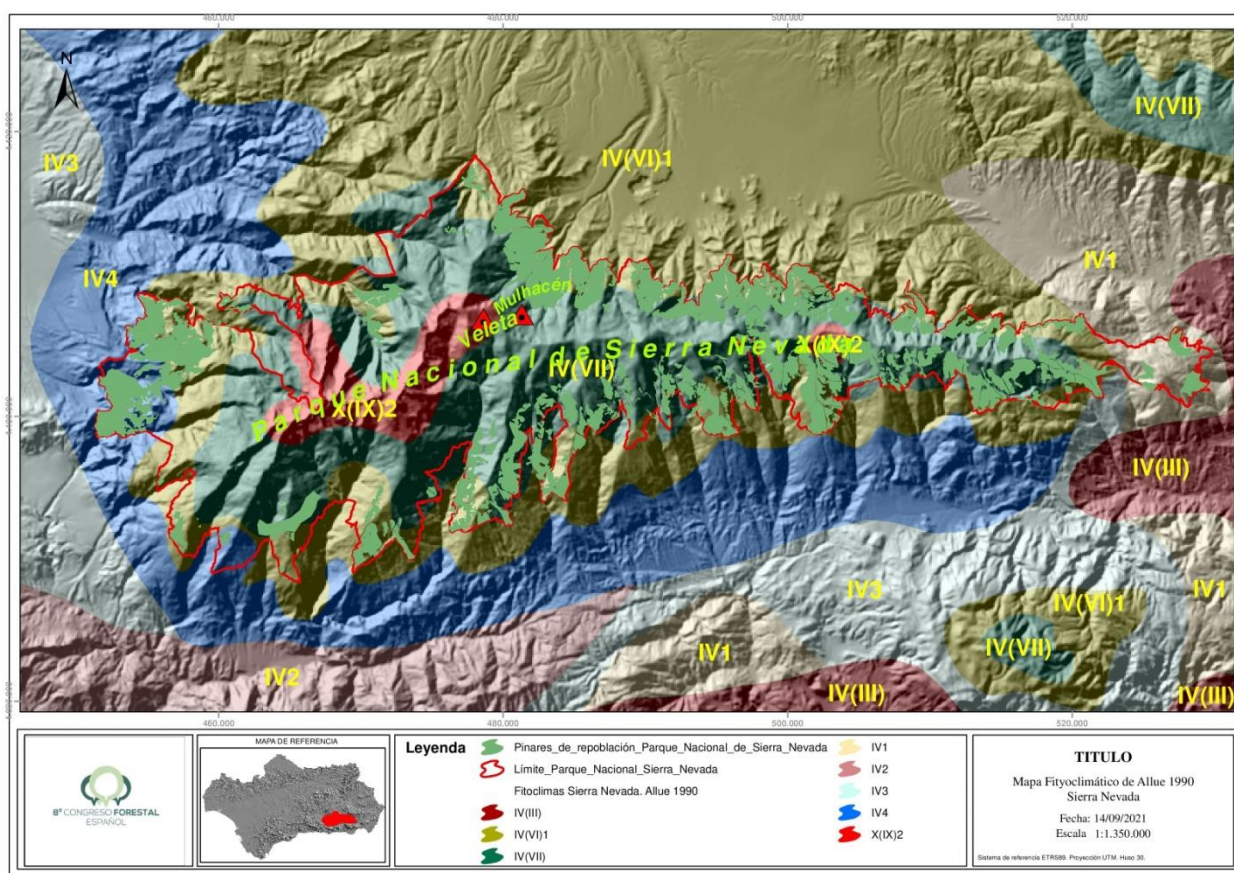 460.000
480.000
500.000
520.000
N
IV(VII)
IV3
IV(VI)1
IV1
IV4
Mulhacén
Veleta
Parque Nacional de Sierra Nevada
X(IX)2
IV(VII)
X(IX)2
IV(III)
IV3
IV(VI)1
IV1
IV1
IV(VII)
IV2
IV(III)
IV(III)
460.000
480.000
500.000
520.000
8º CONGRESO FORESTAL
ESPAÑOL
MAPA DE REFERENCIA
Leyenda
Pinares_de_repoblación_Parque_Nacional_de_Sierra_Nevada
Límite_Parque_Nacional_Sierra_Nevada
Fitoclimas Sierra Nevada. Allue 1990
IV(III)
IV(VI)1
IV(VII)
IV1
IV2
IV3
IV4
X(IX)2
TITULO
Mapa Fityoclimático de Allue 1990
Sierra Nevada
Fecha: 14/09/2021
Escala 1:1.350.000
Sistema de referencia ETRS89. Proyección UTM. Huso 30.